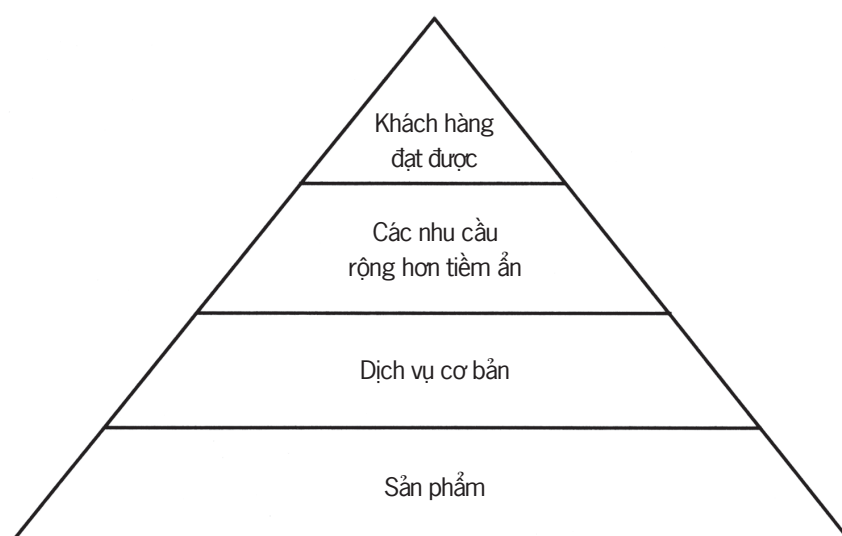 Khách hàng
đạt được
Các nhu cầu
rộng hơn tiềm ẩn
Dịch vụ cơ bản
Sản phẩm